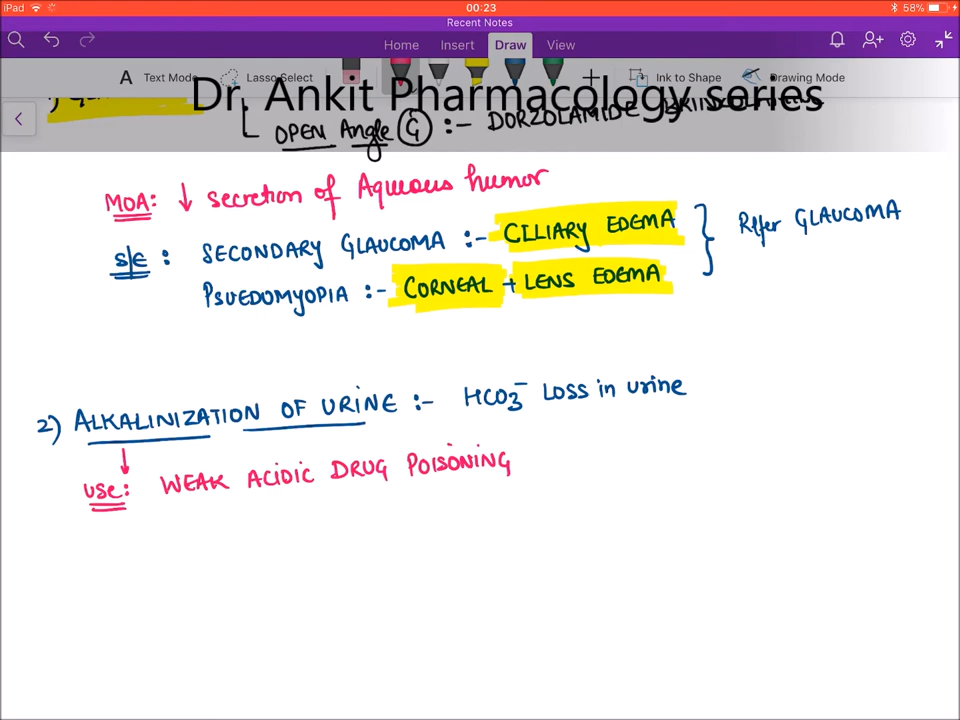 iPad 00:23 58%
Recent Notes
Home Insert Draw View
Text Mode Lasso Select Ink to Shape Drawing Mode
Dr. Ankit Pharmacology series
OPEN Angle G :- DORZOLAMIDE
MOA: ↓ secretion of Aqueous humor
S/E : SECONDARY GLAUCOMA :- CILIARY EDEMA
PSUEDOMYOPIA :- CORNEAL + LENS EDEMA
Refer GLAUCOMA
2) ALKALINIZATION OF URINE :- HCO3⁻ Loss in urine
↓
use: WEAK ACIDIC DRUG POISONING